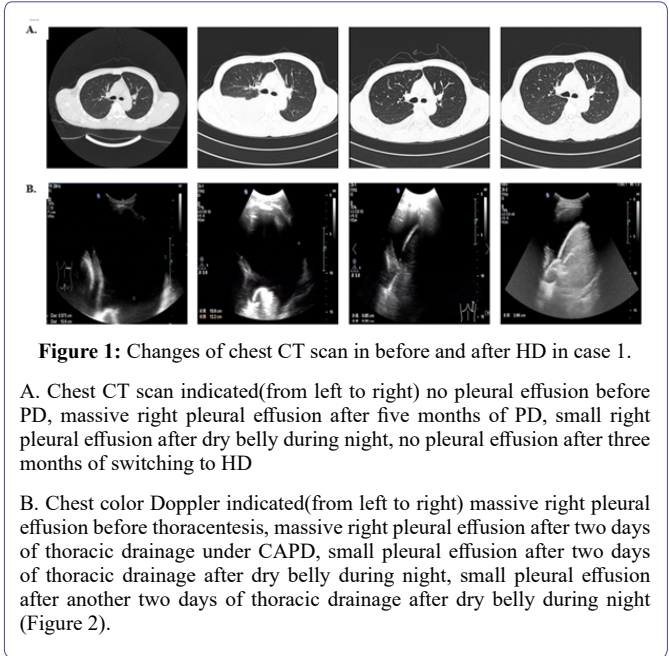 A.
B.
Figure 1: Changes of chest CT scan in before and after HD in case 1.
A. Chest CT scan indicated(from left to right) no pleural effusion before
PD, massive right pleural effusion after five months of PD, small right
pleural effusion after dry belly during night, no pleural effusion after three
months of switching to HD
B. Chest color Doppler indicated(from left to right) massive right pleural
effusion before thoracentesis, massive right pleural effusion after two days
of thoracic drainage under CAPD, small pleural effusion after two days
of thoracic drainage after dry belly during night, small pleural effusion
after another two days of thoracic drainage after dry belly during night
(Figure 2).